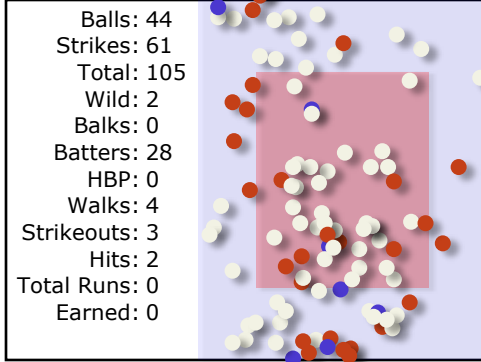 Balls: 44
Strikes: 61
Total: 105
Wild: 2
Balks: 0
Batters: 28
HBP: 0
Walks: 4
Strikeouts: 3
Hits: 2
Total Runs: 0
Earned: 0